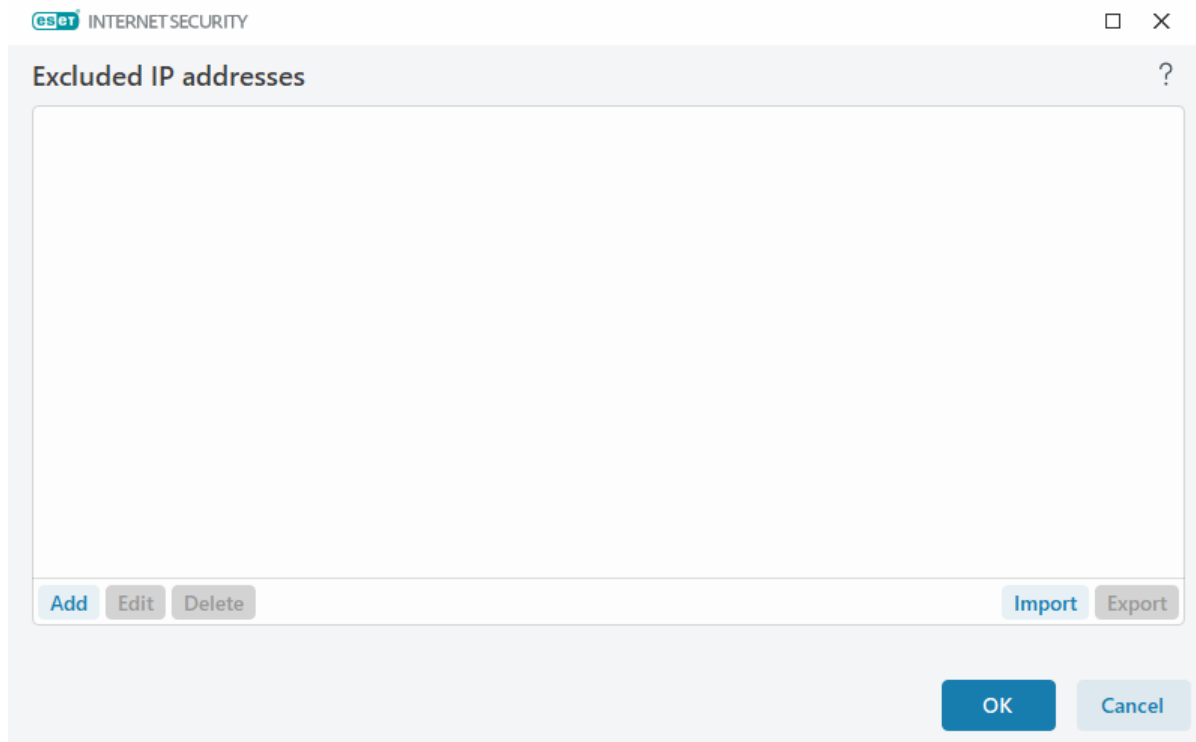 eset INTERNET SECURITY
Excluded IP addresses ?
Add Edit Delete Import Export
OK Cancel